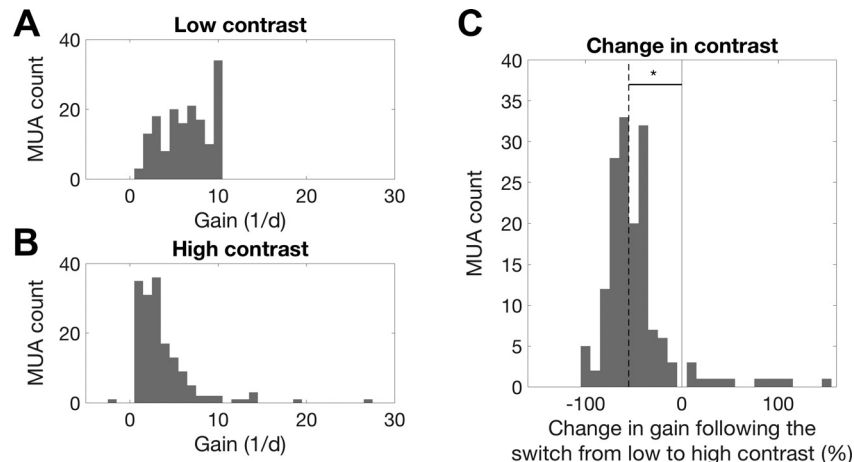 A
Low contrast
40
20
0
MUA count
0 10 20 30
Gain (1/d)
B
High contrast
40
20
0
MUA count
0 10 20 30
Gain (1/d)
C
Change in contrast
*
40
35
30
25
20
15
10
5
0
MUA count
-100 0 100
Change in gain following the
switch from low to high contrast (%)